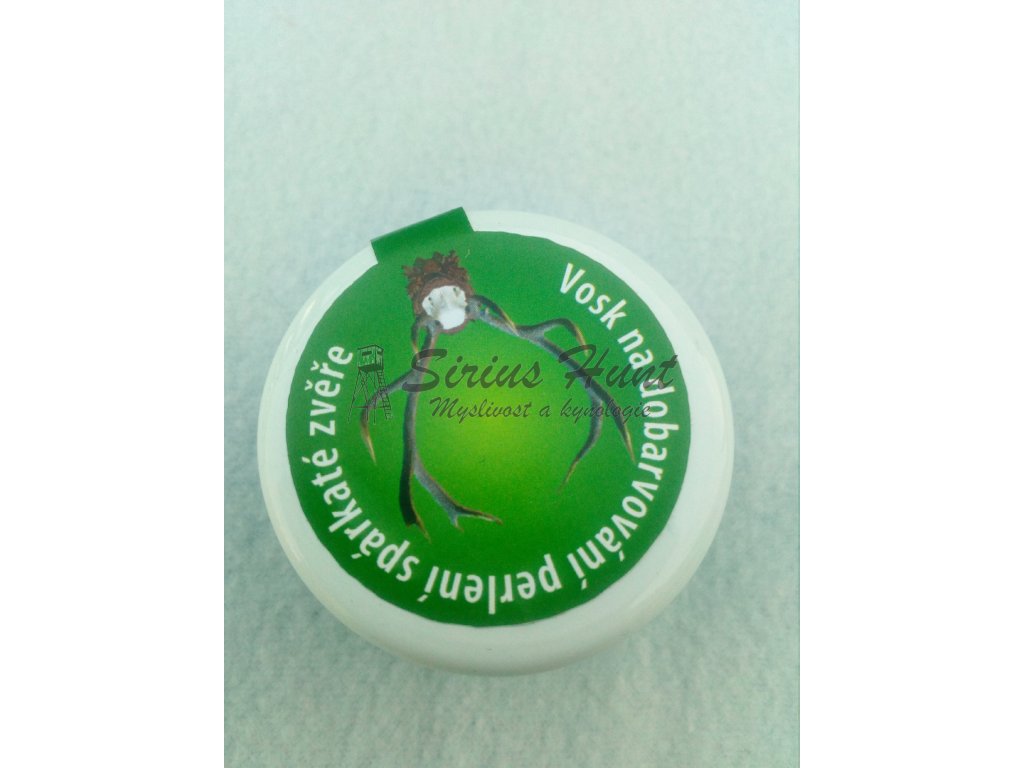 Vosk na dobarvování perlení spárkaté zvěře
Sirius Hunt
Myslivost a kynologie